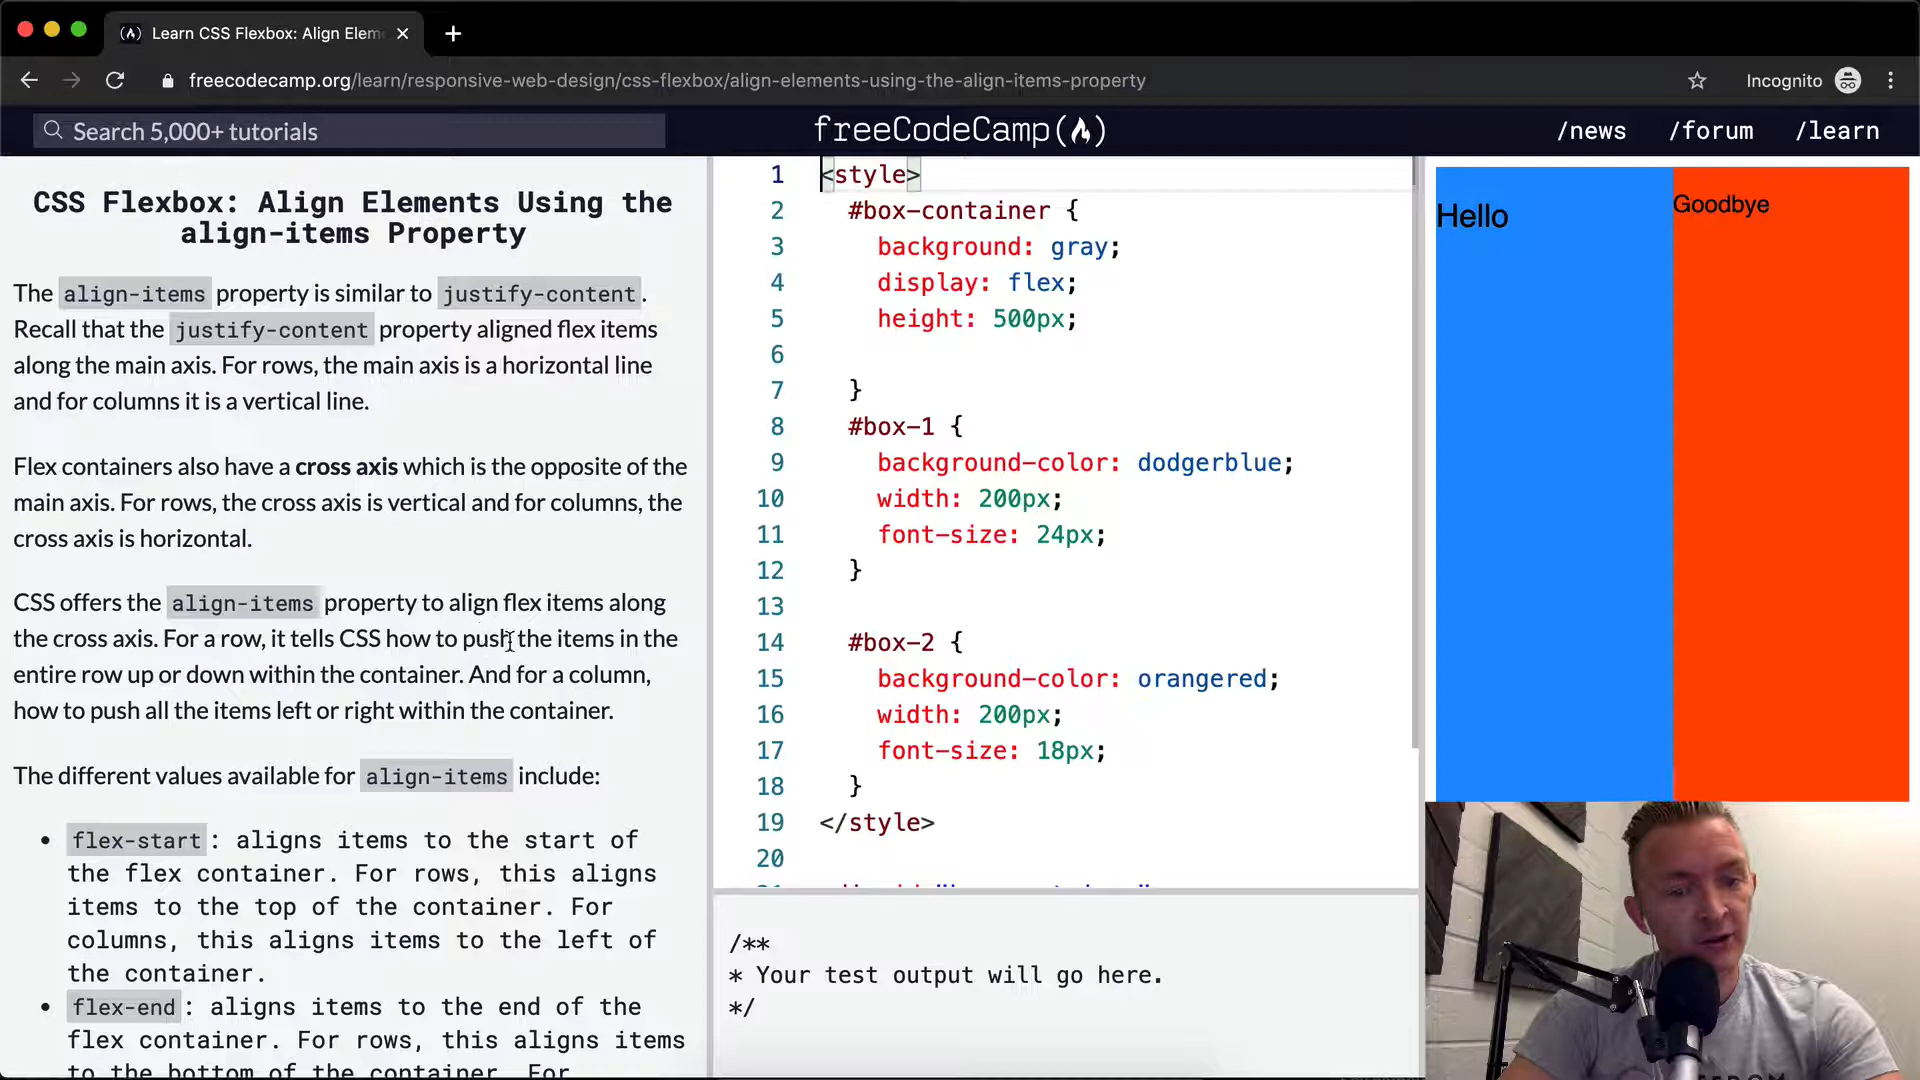 Learn CSS Flexbox: Align Elem
freecodecamp.org/learn/responsive-web-design/css-flexbox/align-elements-using-the-align-items-property
Incognito
Search 5,000+ tutorials
freeCodeCamp
/news /forum /learn
CSS Flexbox: Align Elements Using the
align-items Property
The align-items property is similar to justify-content.
Recall that the justify-content property aligned flex items
along the main axis. For rows, the main axis is a horizontal line
and for columns it is a vertical line.
Flex containers also have a cross axis which is the opposite of the
main axis. For rows, the cross axis is vertical and for columns, the
cross axis is horizontal.
CSS offers the align-items property to align flex items along
the cross axis. For a row, it tells CSS how to push the items in the
entire row up or down within the container. And for a column,
how to push all the items left or right within the container.
The different values available for align-items include:
• flex-start: aligns items to the start of
the flex container. For rows, this aligns
items to the top of the container. For
columns, this aligns items to the left of
the container.
• flex-end: aligns items to the end of the
flex container. For rows, this aligns items
to the bottom of the container. For
1 <style>
2 #box-container {
3 background: gray;
4 display: flex;
5 height: 500px;
6
7 }
8 #box-1 {
9 background-color: dodgerblue;
10 width: 200px;
11 font-size: 24px;
12 }
13
14 #box-2 {
15 background-color: orangered;
16 width: 200px;
17 font-size: 18px;
18 }
19 </style>
20
/**
* Your test output will go here.
*/
Hello
Goodbye